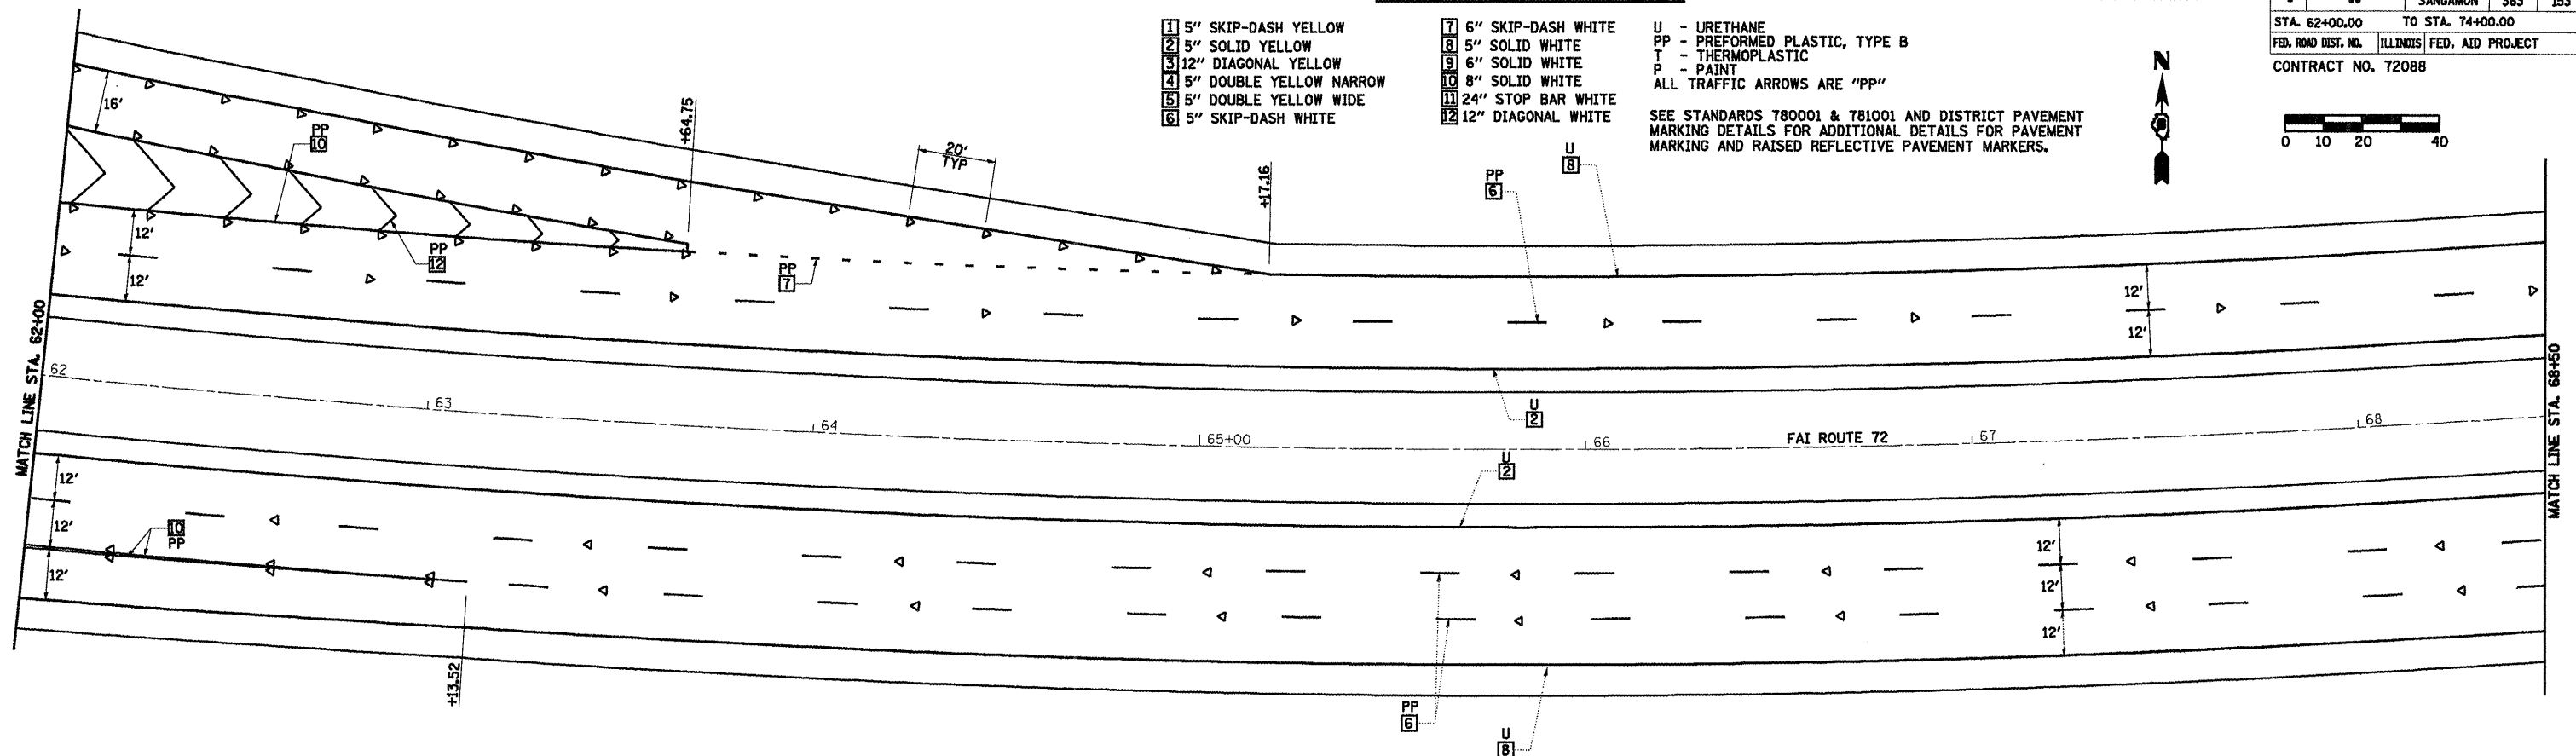 1 5" SKIP-DASH YELLOW
2 5" SOLID YELLOW
3 12" DIAGONAL YELLOW
4 5" DOUBLE YELLOW NARROW
5 5" DOUBLE YELLOW WIDE
6 5" SKIP-DASH WHITE
7 6" SKIP-DASH WHITE
8 5" SOLID WHITE
9 6" SOLID WHITE
10 8" SOLID WHITE
11 24" STOP BAR WHITE
12 12" DIAGONAL WHITE
U - URETHANE
PP - PREFORMED PLASTIC, TYPE B
T - THERMOPLASTIC
P - PAINT
ALL TRAFFIC ARROWS ARE "PP"
SEE STANDARDS 780001 & 781001 AND DISTRICT PAVEMENT
MARKING DETAILS FOR ADDITIONAL DETAILS FOR PAVEMENT
MARKING AND RAISED REFLECTIVE PAVEMENT MARKERS.
N
SANGAMON 363 153
STA. 62+00.00 TO STA. 74+00.00
FED. ROAD DIST. NO. ILLINOIS FED. AID PROJECT
CONTRACT NO. 72088
0 10 20 40
16'
PP
10
+64.75
20'
TYP
+17.16
PP
6
U
8
12'
12'
PP
12
PP
7
12'
12'
MATCH LINE STA. 62+00
62
63
64
65+00
66
FAI ROUTE 72
67
68
MATCH LINE STA. 68+50
U
2
U
2
12'
12'
12'
10
PP
12'
12'
12'
+13.52
PP
6
U
8